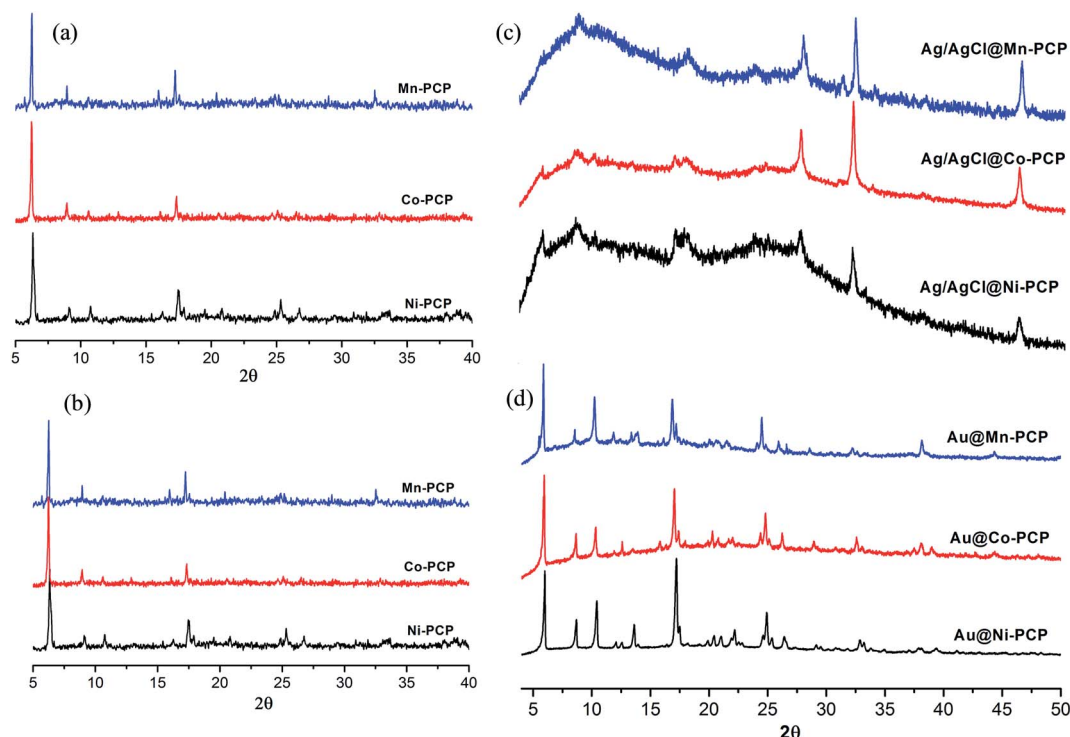 (a)
Mn-PCP
Co-PCP
Ni-PCP
5 10 15 20 25 30 35 40
2θ
(b)
Mn-PCP
Co-PCP
Ni-PCP
5 10 15 20 25 30 35 40
2θ
(c)
Ag/AgCl@Mn-PCP
Ag/AgCl@Co-PCP
Ag/AgCl@Ni-PCP
(d)
Au@Mn-PCP
Au@Co-PCP
Au@Ni-PCP
5 10 15 20 25 30 35 40 45 50
2θ